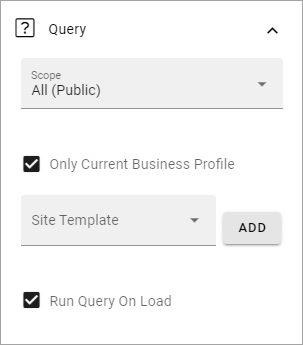 Query
Scope
All (Public)
Only Current Business Profile
Site Template
ADD
Run Query On Load